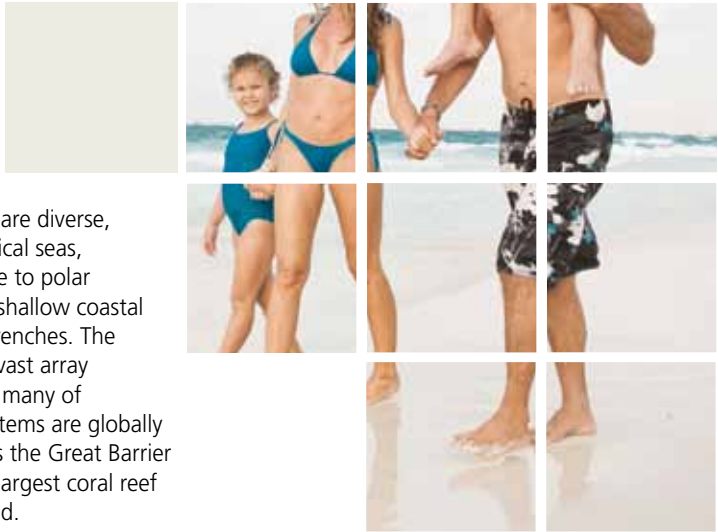 are diverse,
ical seas,
e to polar
shallow coastal
renches. The
vast array
many of
tems are globally
s the Great Barrier
argest coral reef
d.